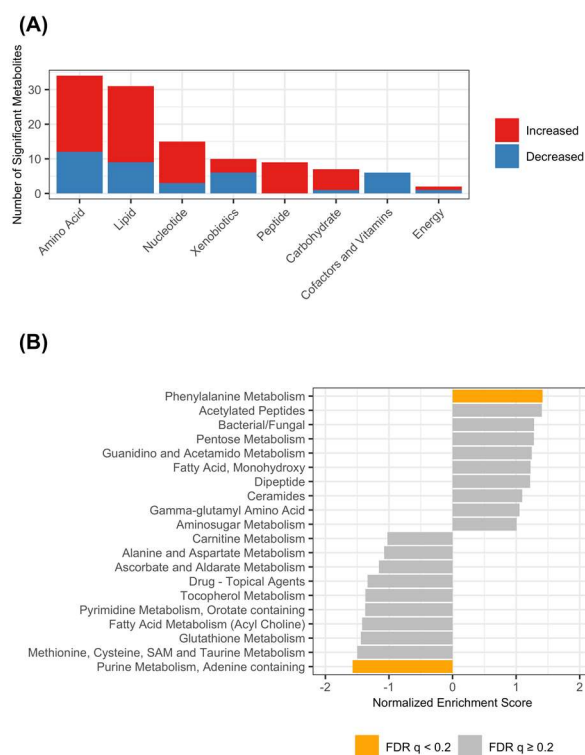 (A)
Number of Significant Metabolites
30
20
10
0
Amino Acid
Lipid
Nucleotide
Xenobiotics
Peptide
Carbohydrate
Cofactors and Vitamins
Energy
Increased
Decreased
(B)
Phenylalanine Metabolism
Acetylated Peptides
Bacterial/Fungal
Pentose Metabolism
Guanidino and Acetamido Metabolism
Fatty Acid, Monohydroxy
Dipeptide
Ceramides
Gamma-glutamyl Amino Acid
Aminosugar Metabolism
Carnitine Metabolism
Alanine and Aspartate Metabolism
Ascorbate and Aldarate Metabolism
Drug - Topical Agents
Tocopherol Metabolism
Pyrimidine Metabolism, Orotate containing
Fatty Acid Metabolism (Acyl Choline)
Glutathione Metabolism
Methionine, Cysteine, SAM and Taurine Metabolism
Purine Metabolism, Adenine containing
-2 -1 0 1 2
Normalized Enrichment Score
FDR q < 0.2 FDR q ≥ 0.2